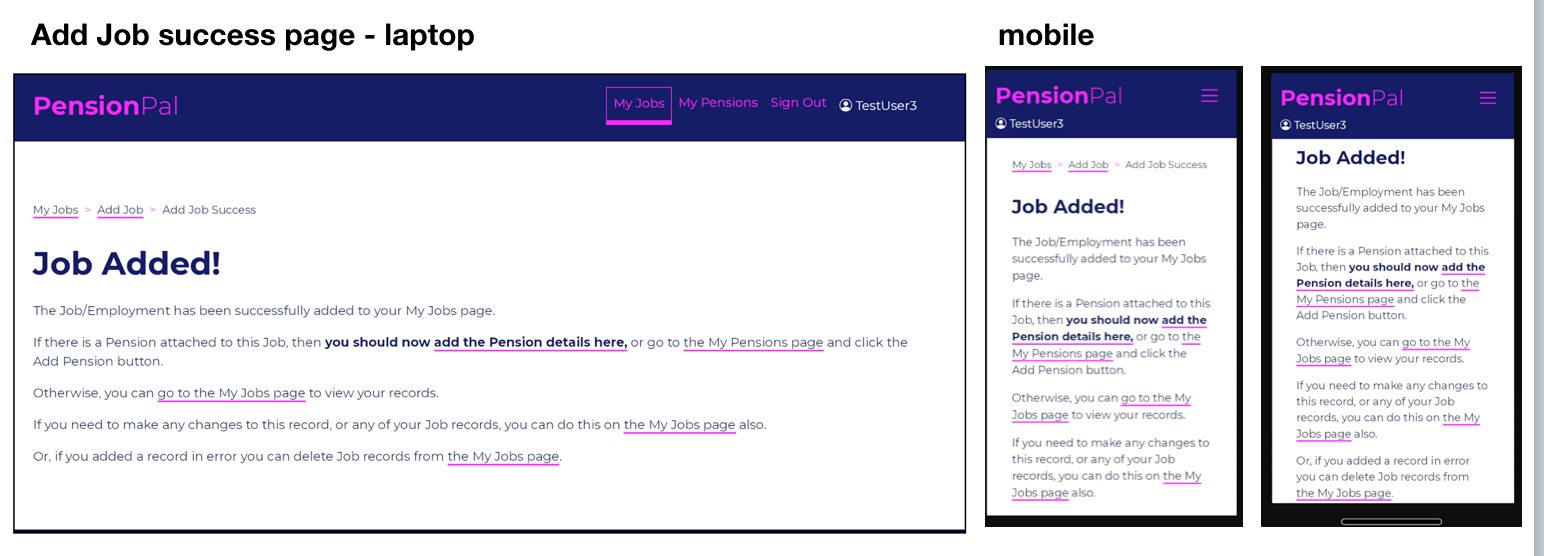 Add Job success page - laptop
PensionPal
My Jobs My Pensions Sign Out TestUser3
My Jobs > Add Job > Add Job Success
Job Added!
The Job/Employment has been successfully added to your My Jobs page.
If there is a Pension attached to this Job, then you should now add the Pension details here, or go to the My Pensions page and click the
Add Pension button.
Otherwise, you can go to the My Jobs page to view your records.
If you need to make any changes to this record, or any of your Job records, you can do this on the My Jobs page also.
Or, if you added a record in error you can delete Job records from the My Jobs page.
mobile
PensionPal
TestUser3
My Jobs > Add Job > Add Job Success
Job Added!
The Job/Employment has been
successfully added to your My Jobs
page.
If there is a Pension attached to this
Job, then you should now add the
Pension details here, or go to the
My Pensions page and click the
Add Pension button.
Otherwise, you can go to the My
Jobs page to view your records.
If you need to make any changes to
this record, or any of your Job
records, you can do this on the My
Jobs page also.
PensionPal
TestUser3
Job Added!
The Job/Employment has been
successfully added to your My Jobs
page.
If there is a Pension attached to this
Job, then you should now add the
Pension details here, or go to the
My Pensions page and click the
Add Pension button.
Otherwise, you can go to the My
Jobs page to view your records.
If you need to make any changes to
this record, or any of your Job
records, you can do this on the My
Jobs page also.
Or, if you added a record in error
you can delete Job records from
the My Jobs page.